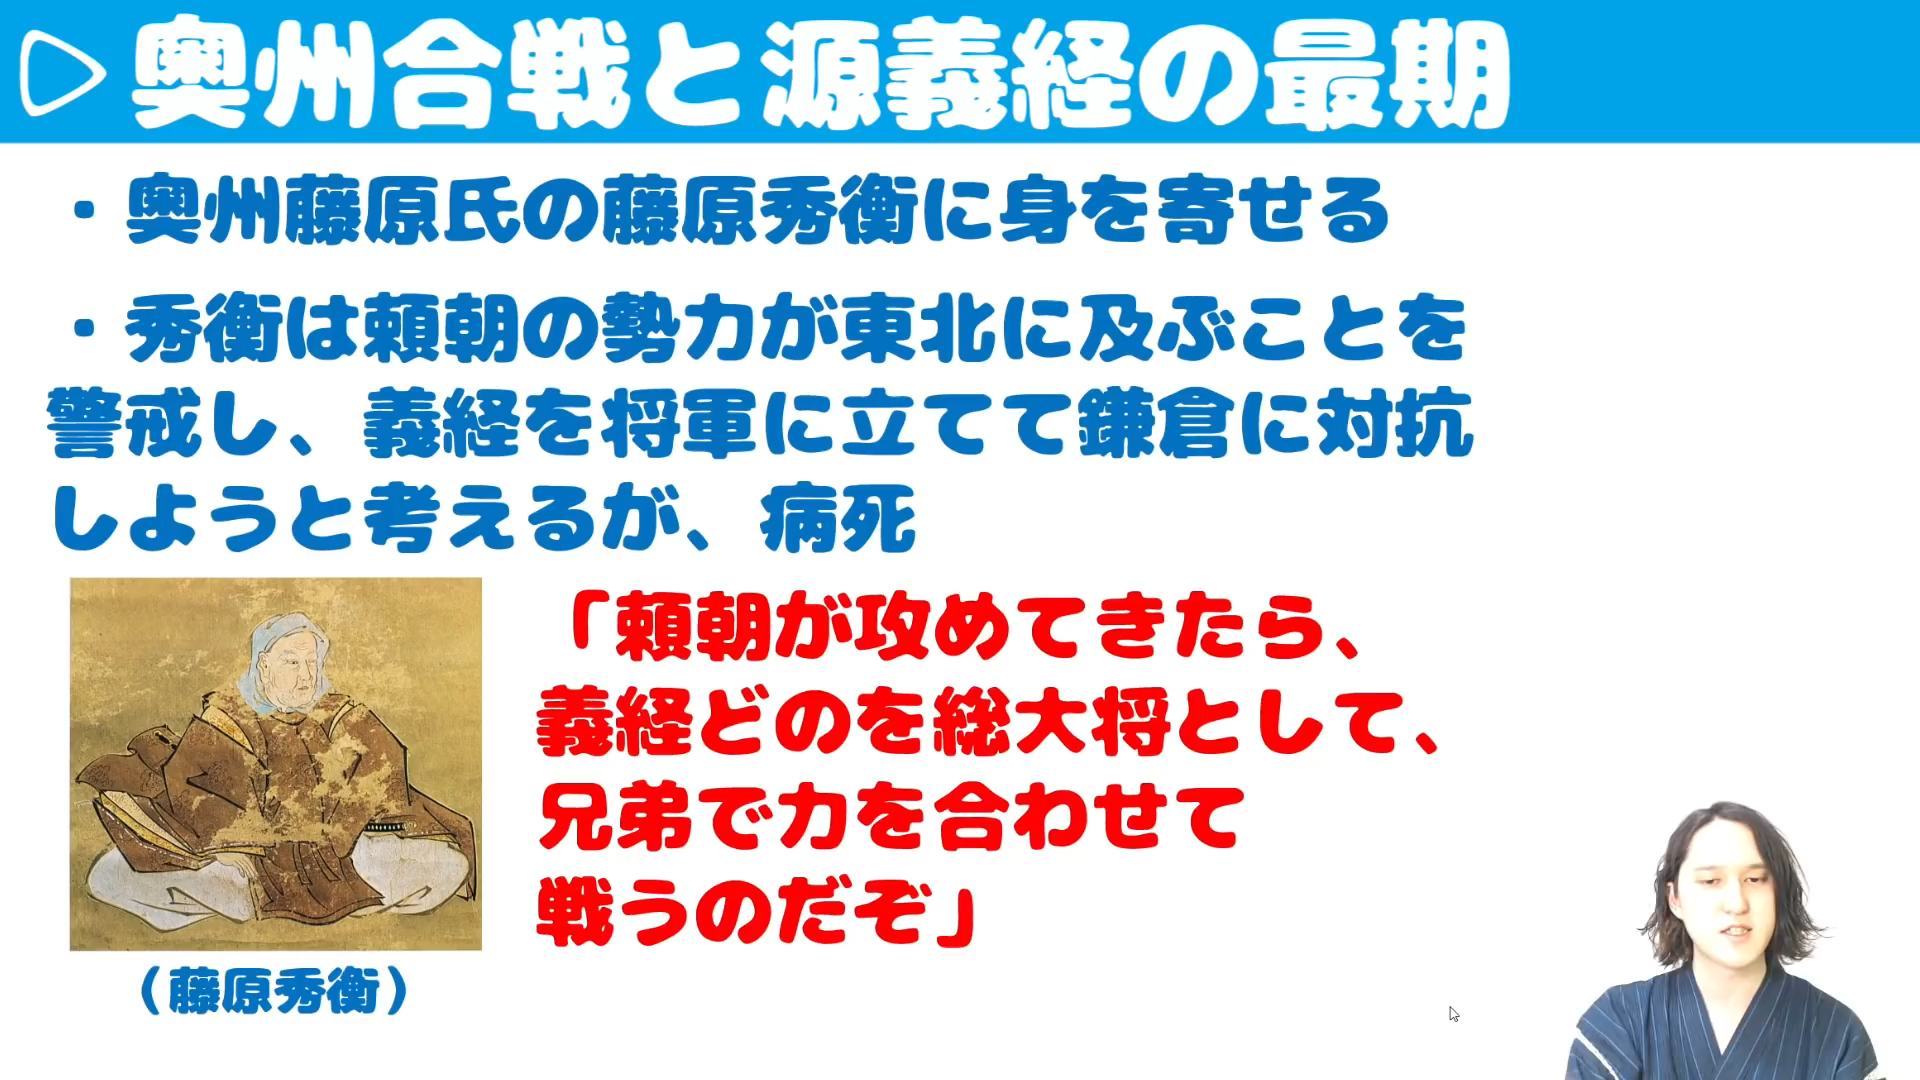 奥州合戦と源義経の最期
・奥州藤原氏の藤原秀衡に身を寄せる
・秀衡は頼朝の勢力が東北に及ぶことを
警戒し、義経を将軍に立てて鎌倉に対抗
しようと考えるが、病死
「頼朝が攻めてきたら、
義経どのを総大将として、
兄弟で力を合わせて
戦うのだぞ」
（藤原秀衡）